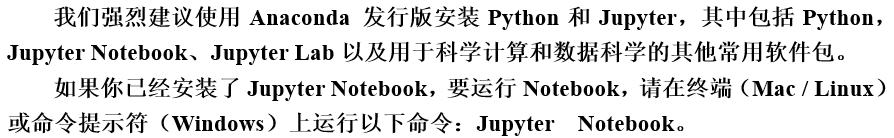 我们强烈建议使用 Anaconda 发行版安装 Python 和 Jupyter，其中包括 Python，
Jupyter Notebook、Jupyter Lab 以及用于科学计算和数据科学的其他常用软件包。
如果你已经安装了 Jupyter Notebook，要运行 Notebook，请在终端（Mac / Linux）
或命令提示符（Windows）上运行以下命令：Jupyter Notebook。